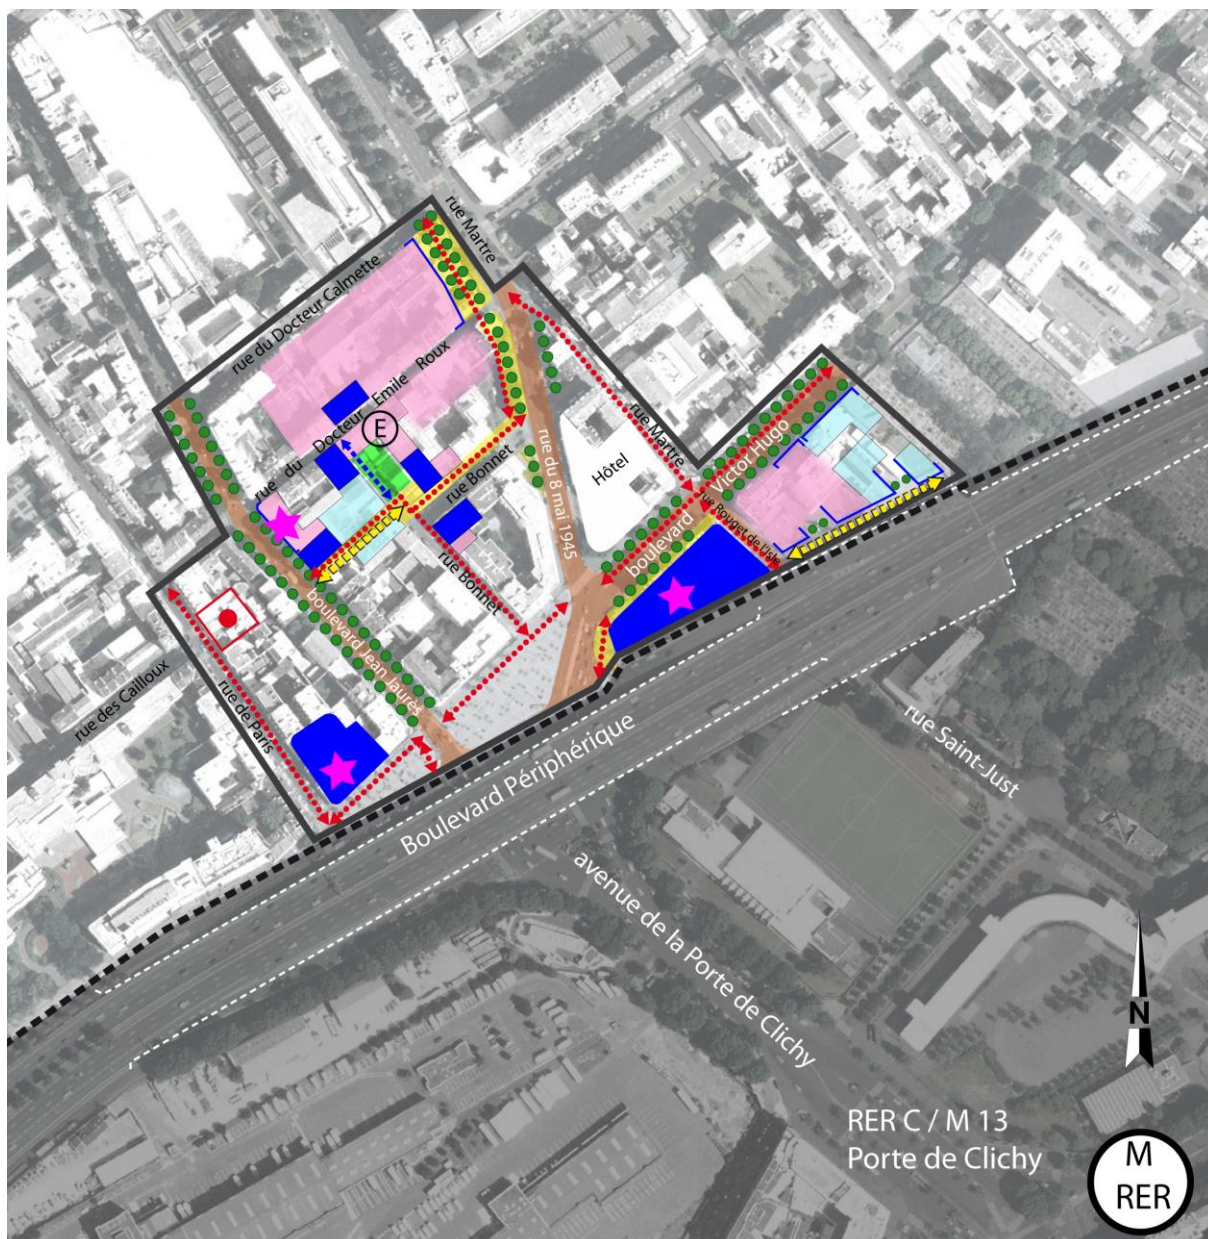 rue Martre
rue du Docteur Calmette
rue du Docteur Emile Roux
E
rue Bonnet
rue du 8 mai 1945
Hôtel
rue Martre
boulevard Victor Hugo
rue Rouget de l'Isle
rue Bonnet
boulevard Jean Jaurès
rue des Cailloux
rue de Paris
Boulevard Périphérique
rue Saint-Just
avenue de la Porte de Clichy
N
RER C / M 13
Porte de Clichy
M
RER